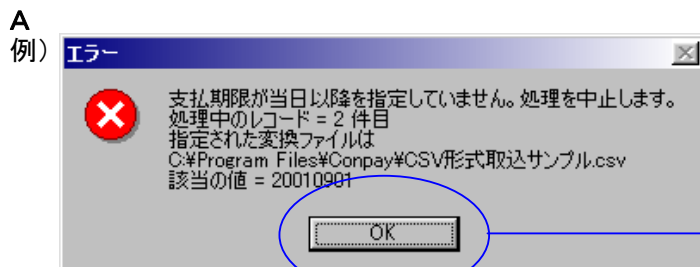 A
例）
エラー
支払期限が当日以降を指定していません。処理を中止します。
処理中のレコード = 2 件目
指定された変換ファイルは
C:¥Program Files¥Conpay¥CSV形式取込サンプル.csv
該当の値 = 20010901
OK